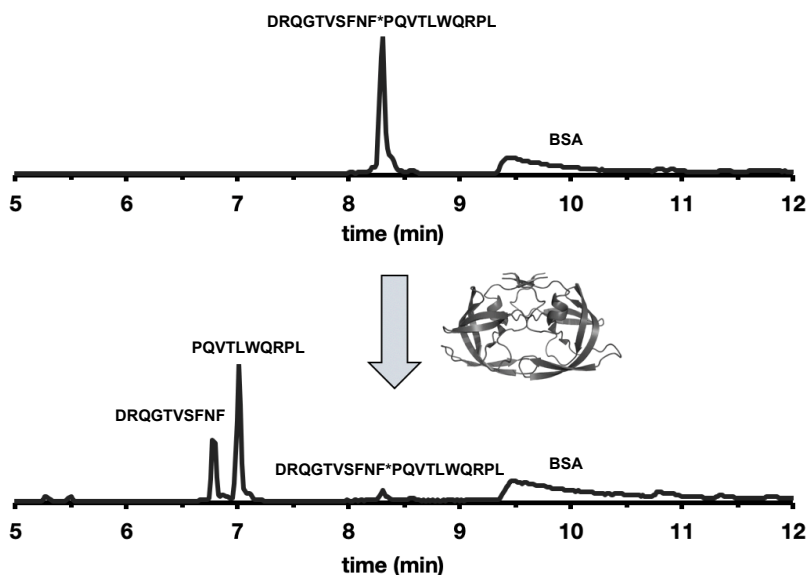 DRQGTVSFNF*PQVTLWQRPL
BSA
5 6 7 8 9 10 11 12
time (min)
PQVTLWQRPL
DRQGTVSFNF
DRQGTVSFNF*PQVTLWQRPL
BSA
5 6 7 8 9 10 11 12
time (min)